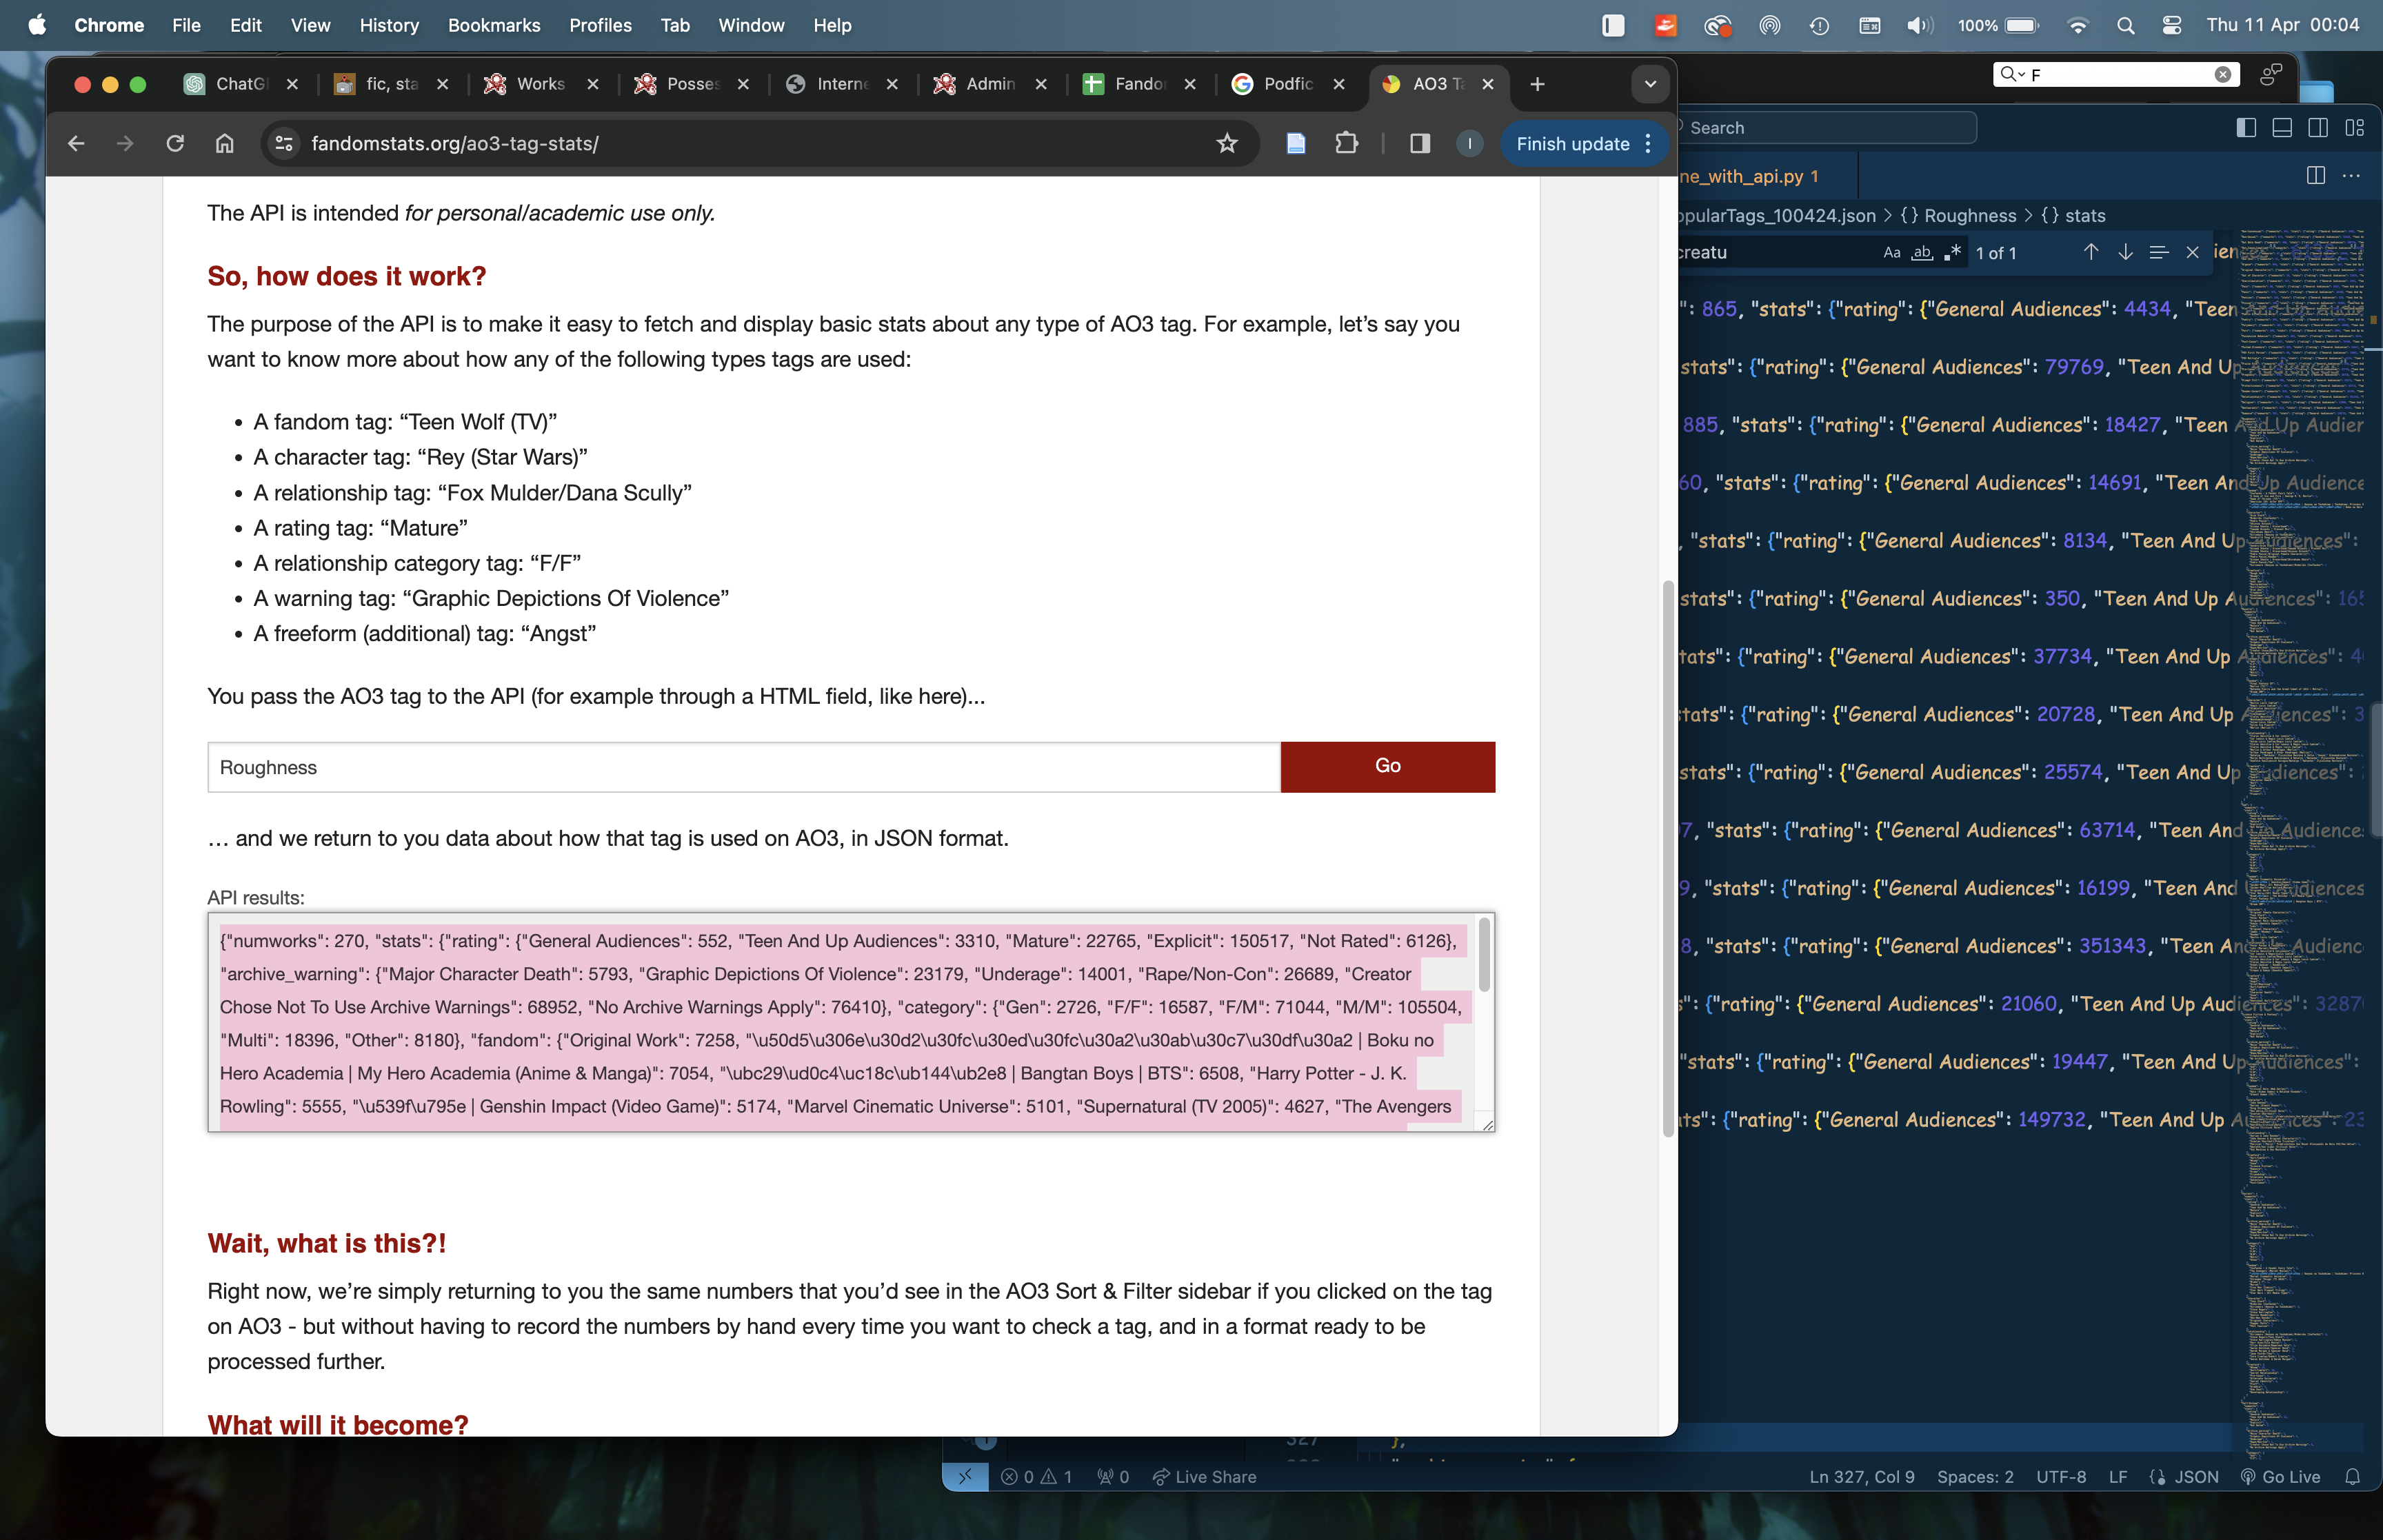 Chrome File Edit View History Bookmarks Profiles Tab Window Help 100% Thu 11 Apr 00:04
ChatG fic, sta Works Posses Interne Admin Fandor Podfic AO3 Ta
fandomstats.org/ao3-tag-stats/
I Finish update
The API is intended for personal/academic use only.
So, how does it work?
The purpose of the API is to make it easy to fetch and display basic stats about any type of AO3 tag. For example, let’s say you
want to know more about how any of the following types tags are used:
• A fandom tag: “Teen Wolf (TV)”
• A character tag: “Rey (Star Wars)”
• A relationship tag: “Fox Mulder/Dana Scully”
• A rating tag: “Mature”
• A relationship category tag: “F/F”
• A warning tag: “Graphic Depictions Of Violence”
• A freeform (additional) tag: “Angst”
You pass the AO3 tag to the API (for example through a HTML field, like here)...
Roughness
Go
… and we return to you data about how that tag is used on AO3, in JSON format.
API results:
{"numworks": 270, "stats": {"rating": {"General Audiences": 552, "Teen And Up Audiences": 3310, "Mature": 22765, "Explicit": 150517, "Not Rated": 6126},
"archive_warning": {"Major Character Death": 5793, "Graphic Depictions Of Violence": 23179, "Underage": 14001, "Rape/Non-Con": 26689, "Creator
Chose Not To Use Archive Warnings": 68952, "No Archive Warnings Apply": 76410}, "category": {"Gen": 2726, "F/F": 16587, "F/M": 71044, "M/M": 105504,
"Multi": 18396, "Other": 8180}, "fandom": {"Original Work": 7258, "\u50d5\u306e\u30d2\u30fc\u30ed\u30fc\u30a2\u30ab\u30c7\u30df\u30a2 | Boku no
Hero Academia | My Hero Academia (Anime & Manga)": 7054, "\ubc29\ud0c4\uc18c\ub144\ub2e8 | Bangtan Boys | BTS": 6508, "Harry Potter - J. K.
Rowling": 5555, "\u539f\u795e | Genshin Impact (Video Game)": 5174, "Marvel Cinematic Universe": 5101, "Supernatural (TV 2005)": 4627, "The Avengers
Wait, what is this?!
Right now, we’re simply returning to you the same numbers that you’d see in the AO3 Sort & Filter sidebar if you clicked on the tag
on AO3 - but without having to record the numbers by hand every time you want to check a tag, and in a format ready to be
processed further.
What will it become?
F
Search
ne_with_api.py 1
opularTags_100424.json > {} Roughness > {} stats
creatu Aa ab 1 of 1
": 865, "stats": {"rating": {"General Audiences": 4434, "Teen And Up Audie
stats": {"rating": {"General Audiences": 79769, "Teen And Up Audiences":
885, "stats": {"rating": {"General Audiences": 18427, "Teen And Up Audien
60, "stats": {"rating": {"General Audiences": 14691, "Teen And Up Audience
, "stats": {"rating": {"General Audiences": 8134, "Teen And Up Audiences":
stats": {"rating": {"General Audiences": 350, "Teen And Up Audiences": 165
tats": {"rating": {"General Audiences": 37734, "Teen And Up Audiences": 4
tats": {"rating": {"General Audiences": 20728, "Teen And Up Audiences": 3
stats": {"rating": {"General Audiences": 25574, "Teen And Up Audiences":
7, "stats": {"rating": {"General Audiences": 63714, "Teen And Up Audiences
9, "stats": {"rating": {"General Audiences": 16199, "Teen And Up Audiences
8, "stats": {"rating": {"General Audiences": 351343, "Teen And Up Audienc
s": {"rating": {"General Audiences": 21060, "Teen And Up Audiences": 3287
"stats": {"rating": {"General Audiences": 19447, "Teen And Up Audiences":
ts": {"rating": {"General Audiences": 149732, "Teen And Up Audiences": 23
327 },
0 1 0 Live Share Ln 327, Col 9 Spaces: 2 UTF-8 LF {} JSON Go Live